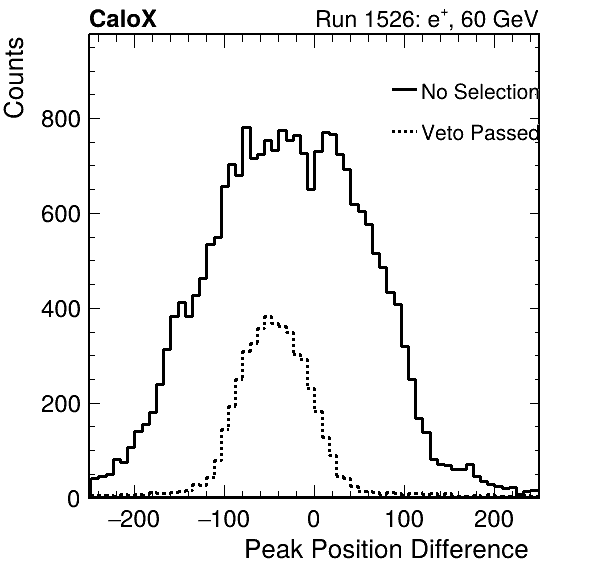 CaloX Run 1526: e⁺, 60 GeV
Counts
No Selection
Veto Passed
800
600
400
200
0
−200 −100 0 100 200
Peak Position Difference